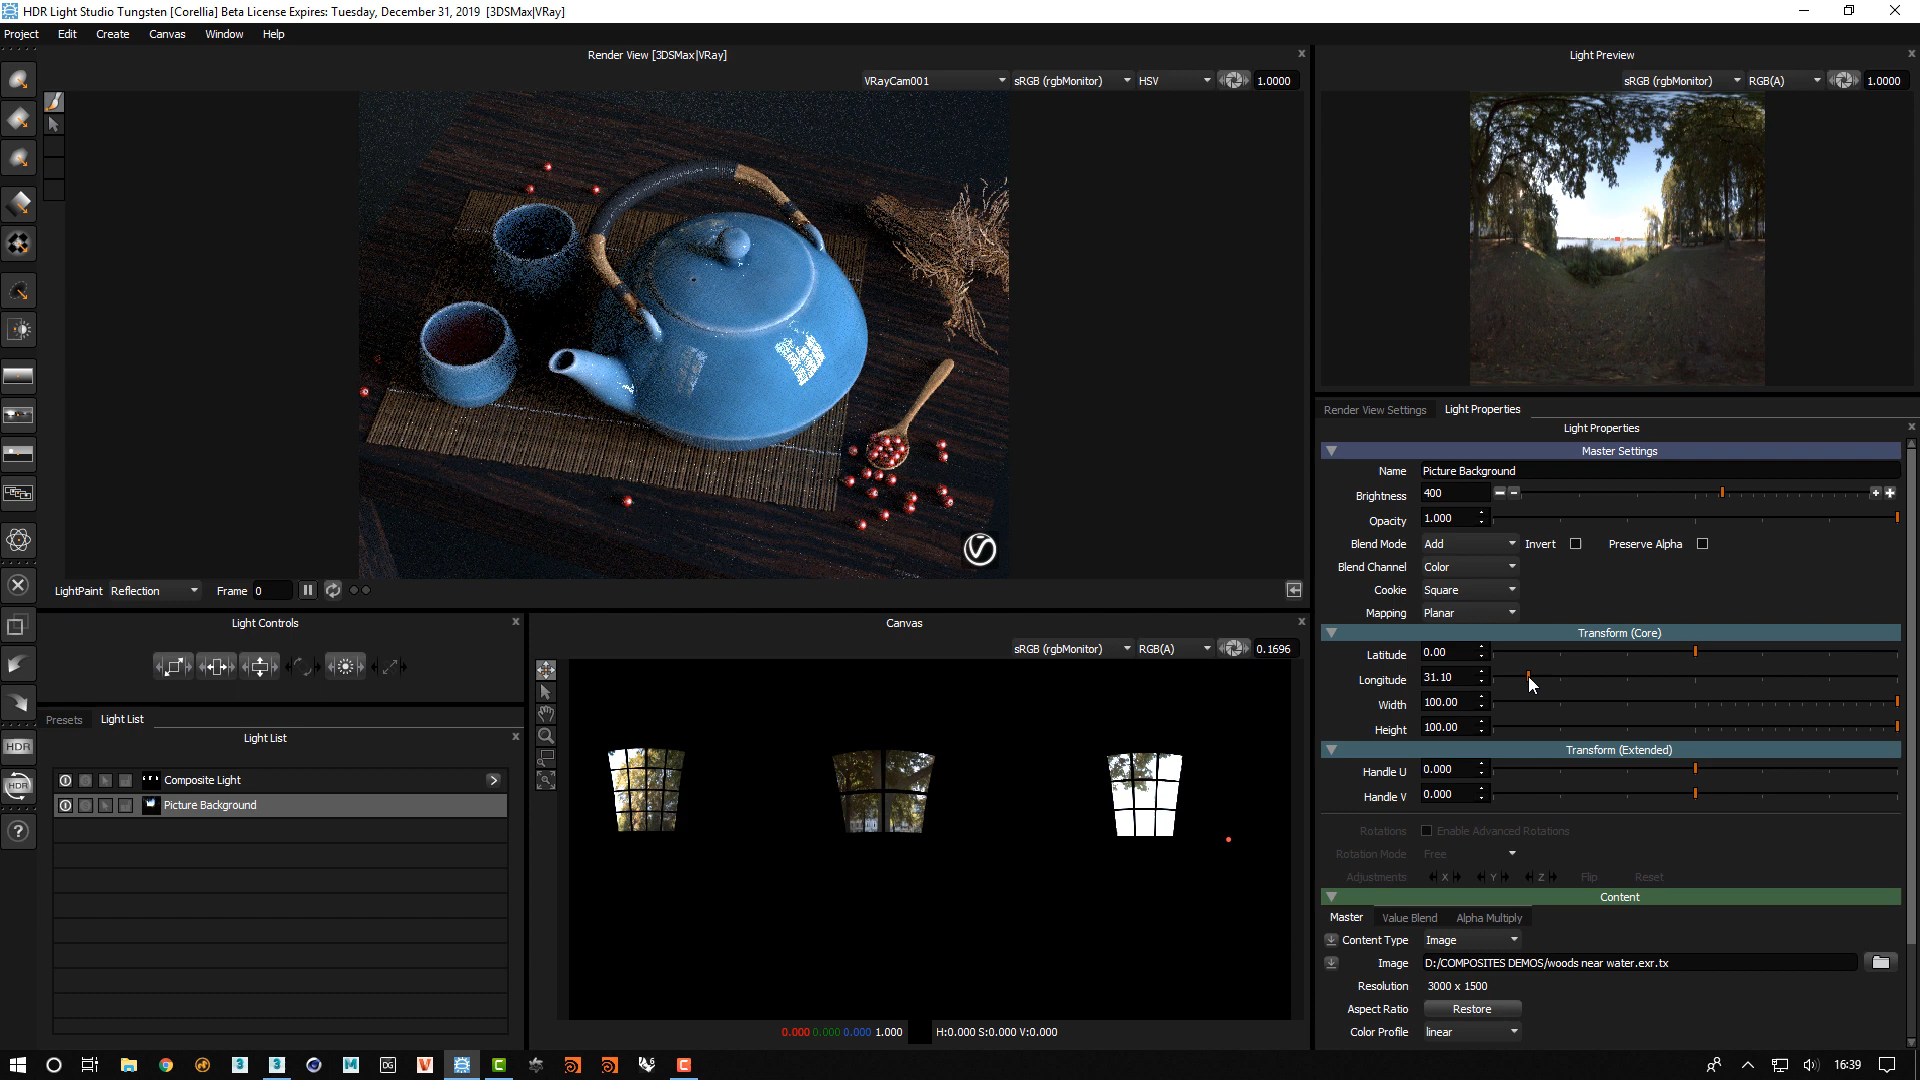 HDR Light Studio Tungsten [Corellia] Beta License Expires: Tuesday, December 31, 2019 [3DSMax|VRay]
Project Edit Create Canvas Window Help
Render View [3DSMax|VRay]
VRayCam001 sRGB (rgbMonitor) HSV 1.0000
LightPaint Reflection Frame 0
Light Controls
Presets Light List
Light List
Composite Light
Picture Background
Canvas
sRGB (rgbMonitor) RGB(A) 0.1696
0.000 0.000 0.000 1.000 H:0.000 S:0.000 V:0.000
Light Preview
sRGB (rgbMonitor) RGB(A) 1.0000
Render View Settings Light Properties
Light Properties
Master Settings
Name Picture Background
Brightness 400
Opacity 1.000
Blend Mode Add Invert Preserve Alpha
Blend Channel Color
Cookie Square
Mapping Planar
Transform (Core)
Latitude 0.00
Longitude 31.10
Width 100.00
Height 100.00
Transform (Extended)
Handle U 0.000
Handle V 0.000
Rotations Enable Advanced Rotations
Rotation Mode Free
Adjustments X Y Z Flip Reset
Content
Master Value Blend Alpha Multiply
Content Type Image
Image D:/COMPOSITES DEMOS/woods near water.exr.tx
Resolution 3000 x 1500
Aspect Ratio Restore
Color Profile linear
HDR
HDR
?
3 3 M DG V C 6 C
16:39